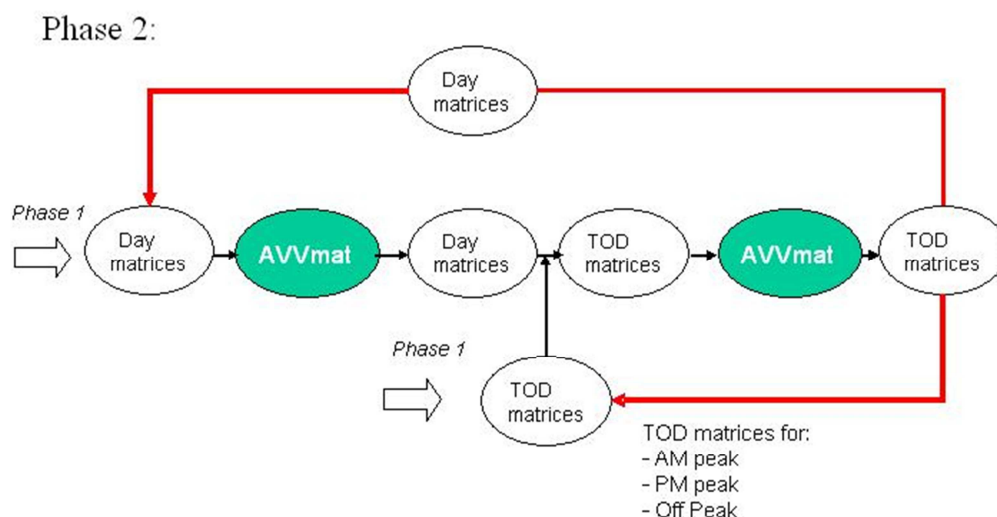 Phase 2:
Day
matrices
Phase 1
Day
matrices
AVVmat
Day
matrices
TOD
matrices
AVVmat
TOD
matrices
Phase 1
TOD
matrices
TOD matrices for:
- AM peak
- PM peak
- Off Peak